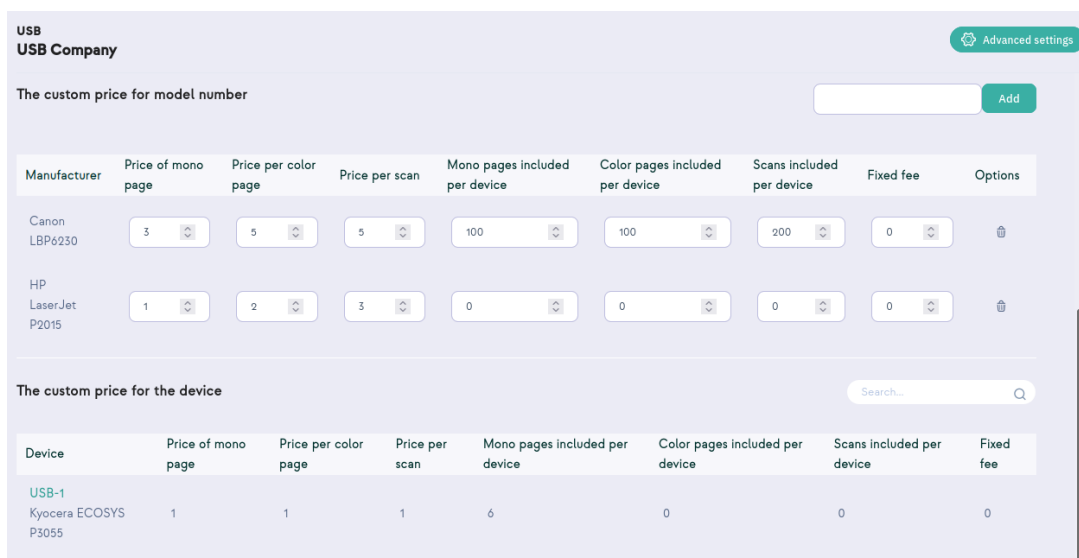 USB
USB Company
Advanced settings
The custom price for model number
Add
Manufacturer
Price of mono page
Price per color page
Price per scan
Mono pages included per device
Color pages included per device
Scans included per device
Fixed fee
Options
Canon
LBP6230
3
5
5
100
100
200
0
HP
LaserJet
P2015
1
2
3
0
0
0
0
The custom price for the device
Search...
Device
Price of mono page
Price per color page
Price per scan
Mono pages included per device
Color pages included per device
Scans included per device
Fixed fee
USB-1
Kyocera ECOSYS
P3055
1
1
1
6
0
0
0